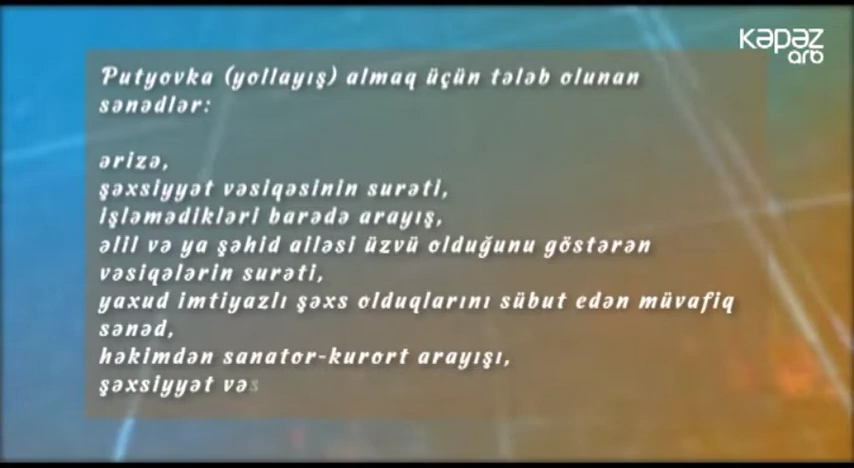 Kəpəz
arb
Putyovka (yollayış) almaq üçün tələb olunan
sənədlər:
ərizə,
şəxsiyyət vəsiqəsinin surəti,
işləmədikləri barədə arayış,
əlil və ya şəhid ailəsi üzvü olduğunu göstərən
vəsiqələrin surəti,
yaxud imtiyazlı şəxs olduqlarını sübut edən müvafiq
sənəd,
həkimdən sanator-kurort arayışı,
şəxsiyyət vəs